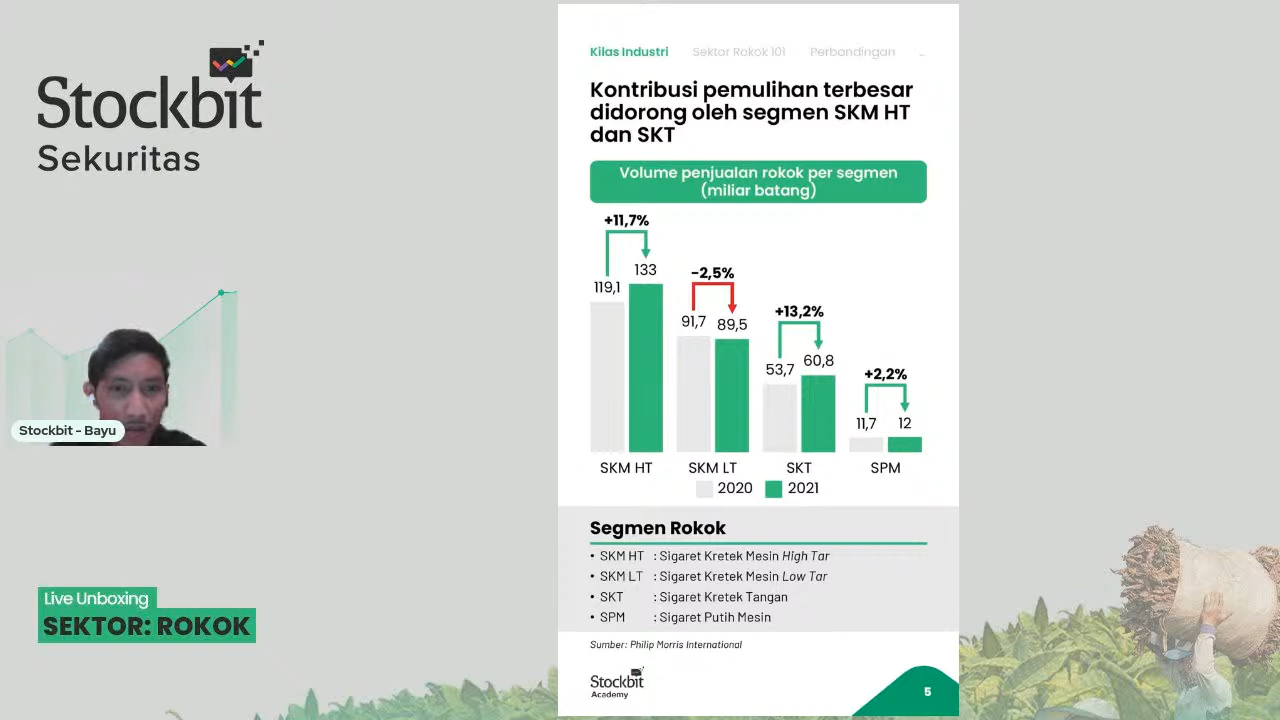 Stockbit
Sekuritas
Stockbit - Bayu
Live Unboxing
SEKTOR: ROKOK
Kilas Industri Sektor Rokok 101 Perbandingan ...
Kontribusi pemulihan terbesar
didorong oleh segmen SKM HT
dan SKT
Volume penjualan rokok per segmen
(miliar batang)
+11,7%
119,1 133
-2,5%
91,7 89,5
+13,2%
53,7 60,8
+2,2%
11,7 12
SKM HT SKM LT SKT SPM
2020 2021
Segmen Rokok
• SKM HT : Sigaret Kretek Mesin High Tar
• SKM LT : Sigaret Kretek Mesin Low Tar
• SKT : Sigaret Kretek Tangan
• SPM : Sigaret Putih Mesin
Sumber: Philip Morris International
Stockbit
Academy
5